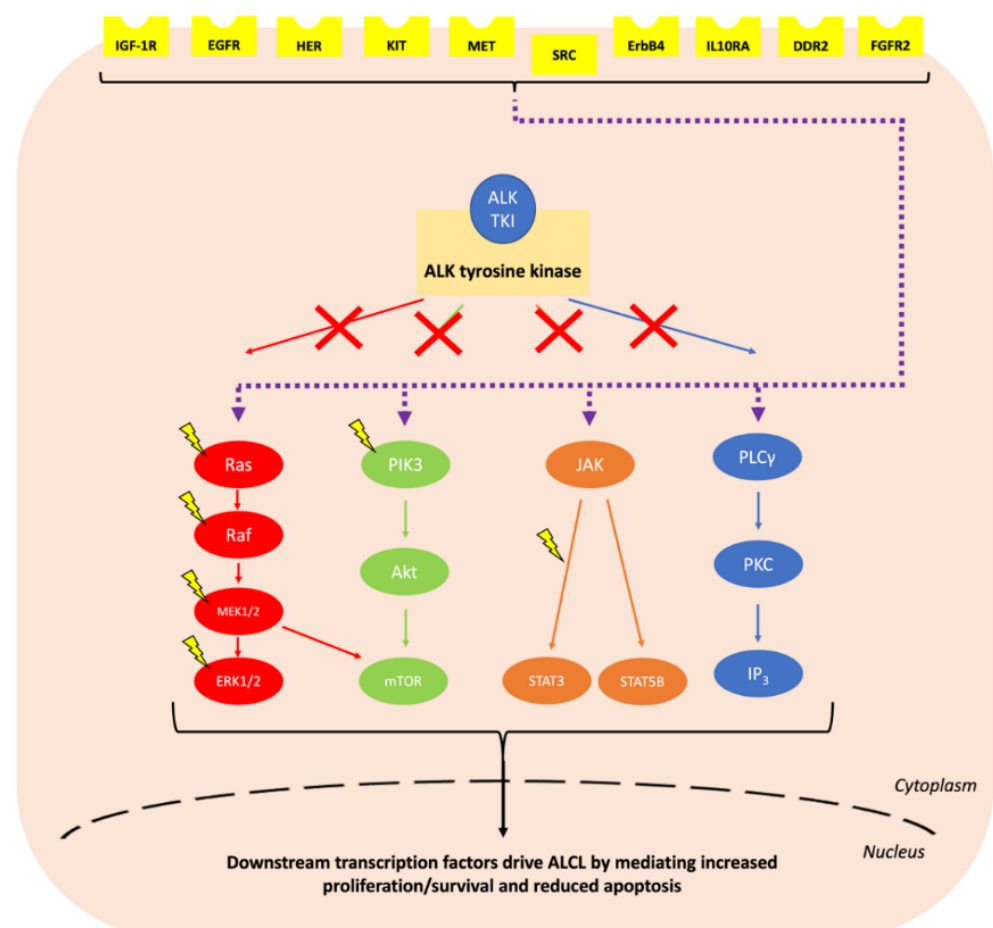 IGF-1R
EGFR
HER
KIT
MET
SRC
ErbB4
IL10RA
DDR2
FGFR2
ALK
TKI
ALK tyrosine kinase
Ras
PIK3
JAK
PLCγ
Raf
Akt
PKC
MEK1/2
ERK1/2
mTOR
STAT3
STAT5B
IP₃
Cytoplasm
Nucleus
Downstream transcription factors drive ALCL by mediating increased
proliferation/survival and reduced apoptosis